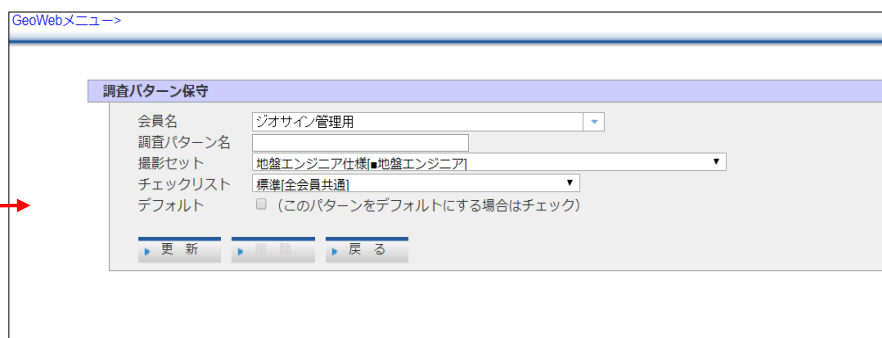 GeoWebメニュー>
調査パターン保守
会員名 ジオサイン管理用
調査パターン名
撮影セット 地盤エンジニア仕様[■地盤エンジニア]
チェックリスト 標準[全会員共通]
デフォルト (このパターンをデフォルトにする場合はチェック)
更 新 削 除 戻 る